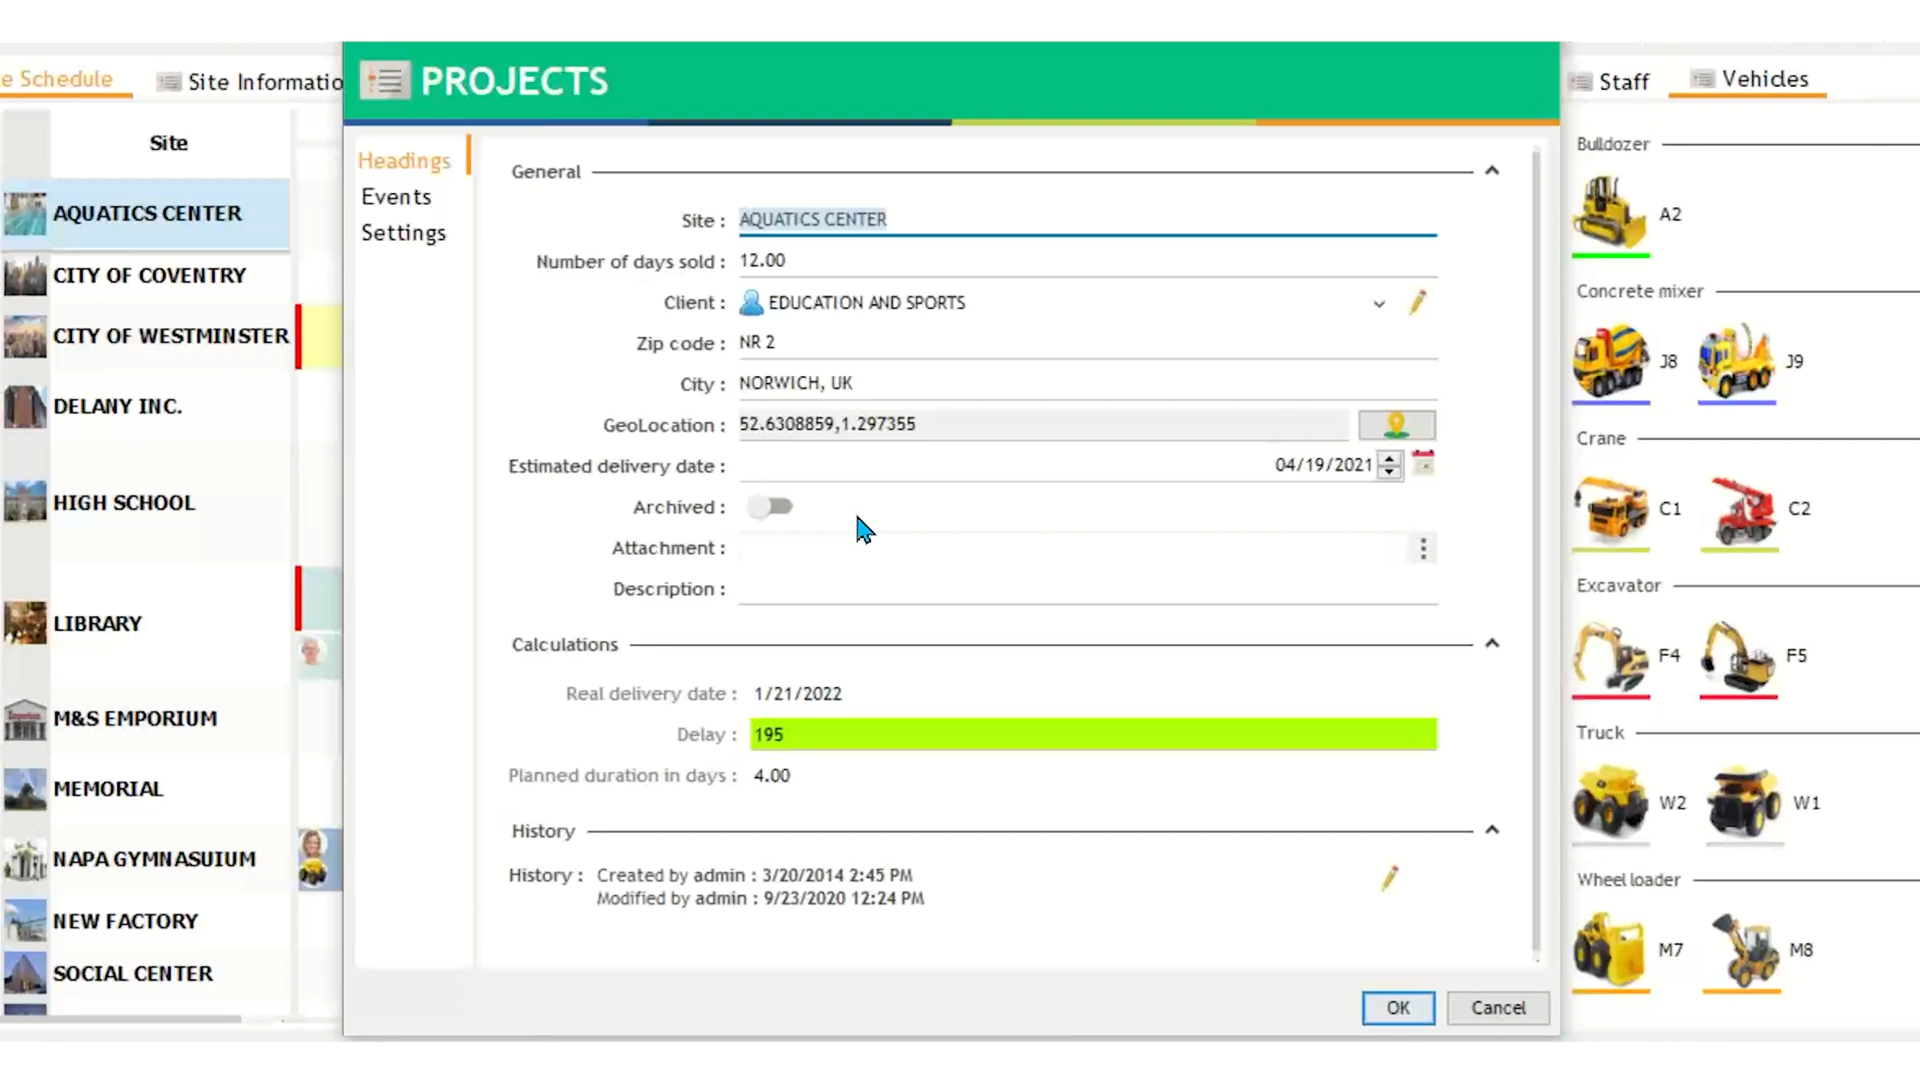 e Schedule
Site Informatio
Site
AQUATICS CENTER
CITY OF COVENTRY
CITY OF WESTMINSTER
DELANY INC.
HIGH SCHOOL
LIBRARY
M&S EMPORIUM
MEMORIAL
NAPA GYMNASUIUM
NEW FACTORY
SOCIAL CENTER
PROJECTS
Headings
Events
Settings
General
Site : AQUATICS CENTER
Number of days sold : 12.00
Client : EDUCATION AND SPORTS
Zip code : NR 2
City : NORWICH, UK
GeoLocation : 52.6308859,1.297355
Estimated delivery date : 04/19/2021
Archived :
Attachment :
Description :
Calculations
Real delivery date : 1/21/2022
Delay : 195
Planned duration in days : 4.00
History
History : Created by admin : 3/20/2014 2:45 PM
Modified by admin : 9/23/2020 12:24 PM
OK Cancel
Staff
Vehicles
Bulldozer
A2
Concrete mixer
J8 J9
Crane
C1 C2
Excavator
F4 F5
Truck
W2 W1
Wheel loader
M7 M8